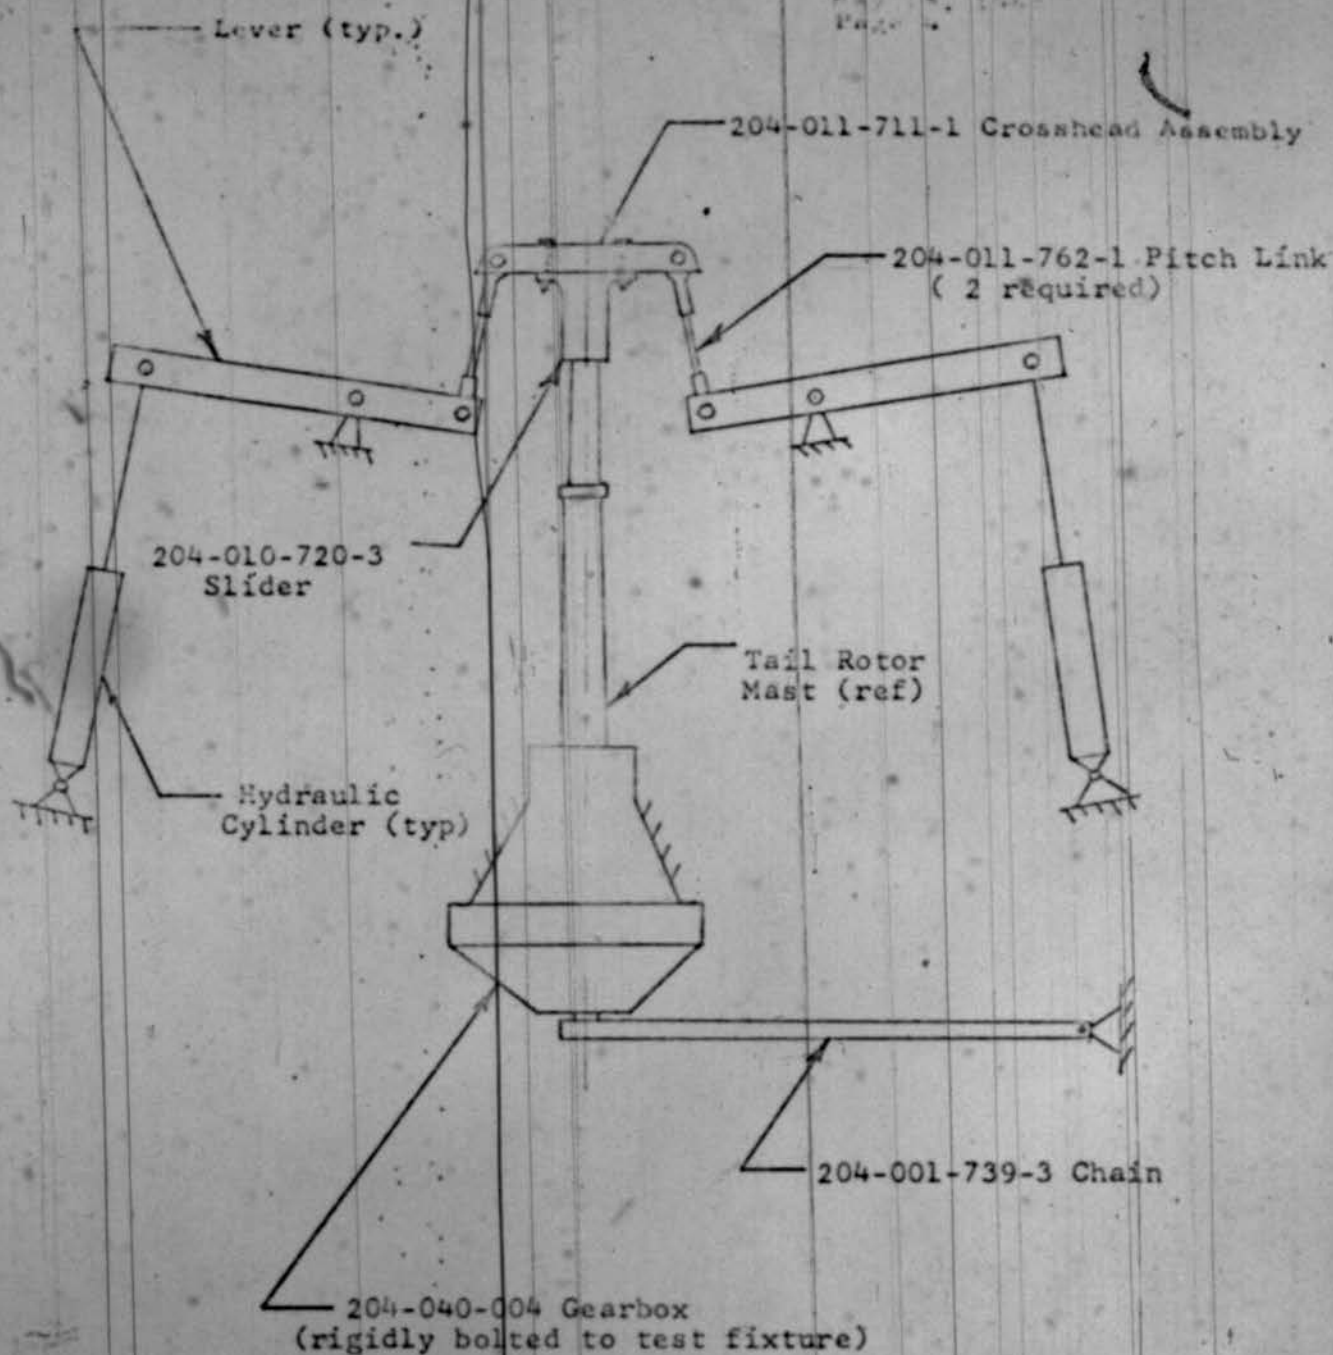 Lever (typ.)
204-011-711-1 Crosshead Assembly
204-011-762-1 Pitch Link
( 2 required)
204-010-720-3
Slider
Tail Rotor
Mast (ref)
Hydraulic
Cylinder (typ)
204-001-739-3 Chain
204-040-004 Gearbox
(rigidly bolted to test fixture)